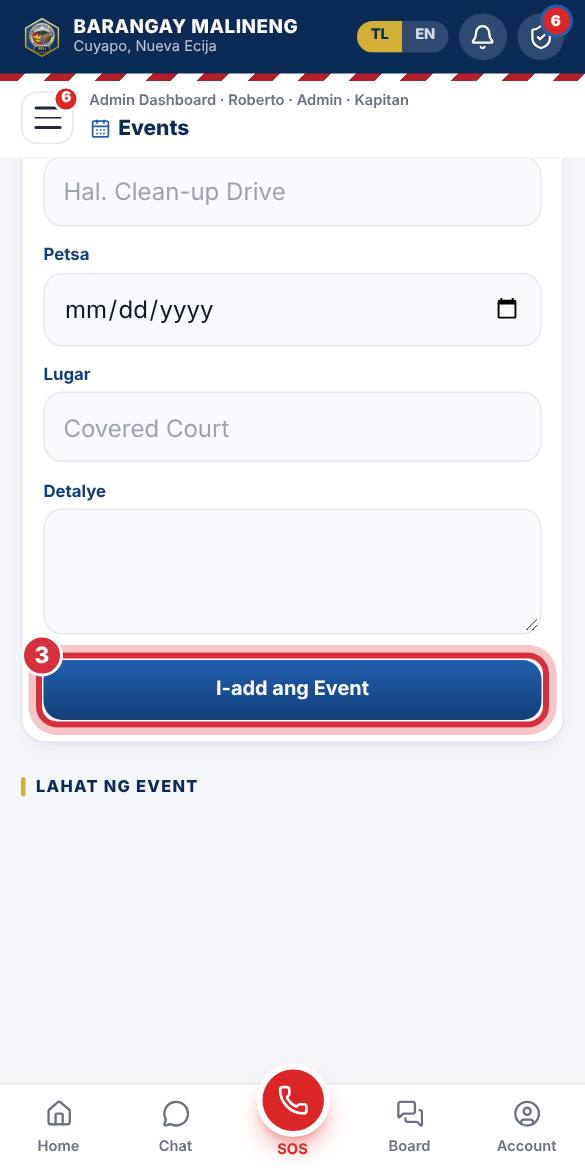 BARANGAY MALINENG
Cuyapo, Nueva Ecija
TL EN
6
6
Admin Dashboard · Roberto · Admin · Kapitan
Events
Hal. Clean-up Drive
Petsa
mm/dd/yyyy
Lugar
Covered Court
Detalye
3
I-add ang Event
LAHAT NG EVENT
Home
Chat
SOS
Board
Account